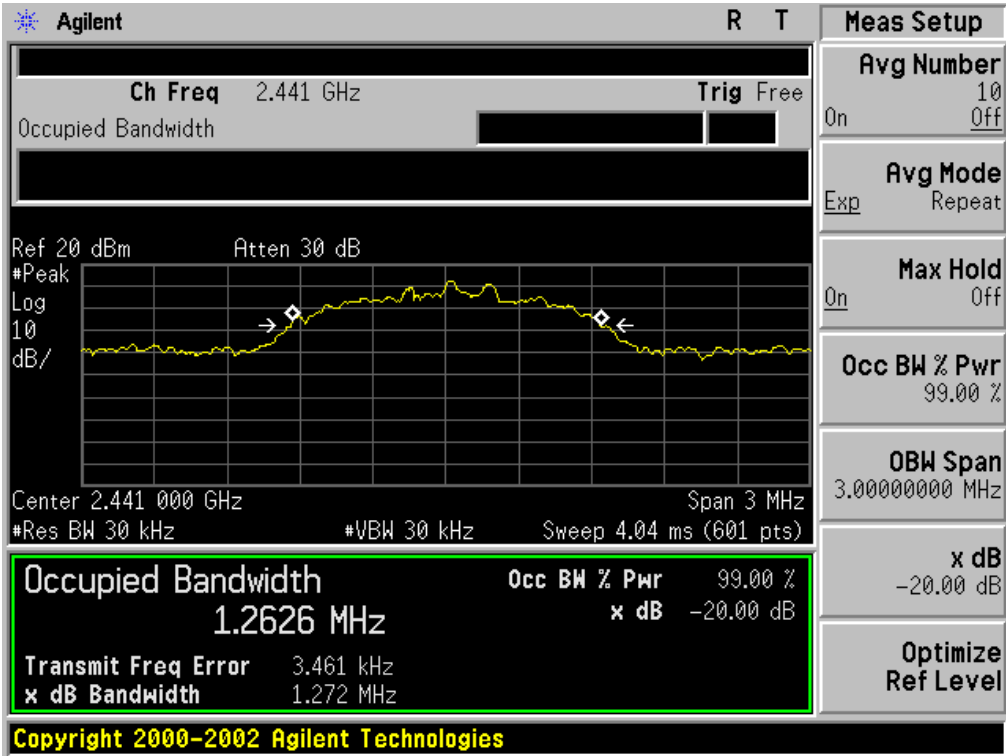 Agilent R T
Ch Freq 2.441 GHz Trig Free
Occupied Bandwidth
Ref 20 dBm Atten 30 dB
#Peak
Log
10
dB/
Center 2.441 000 GHz Span 3 MHz
#Res BW 30 kHz #VBW 30 kHz Sweep 4.04 ms (601 pts)
Occupied Bandwidth Occ BW % Pwr 99.00 %
1.2626 MHz x dB -20.00 dB
Transmit Freq Error 3.461 kHz
x dB Bandwidth 1.272 MHz
Copyright 2000-2002 Agilent Technologies
Meas Setup
Avg Number
10
On Off
Avg Mode
Exp Repeat
Max Hold
On Off
Occ BW % Pwr
99.00 %
OBW Span
3.00000000 MHz
x dB
-20.00 dB
Optimize
Ref Level